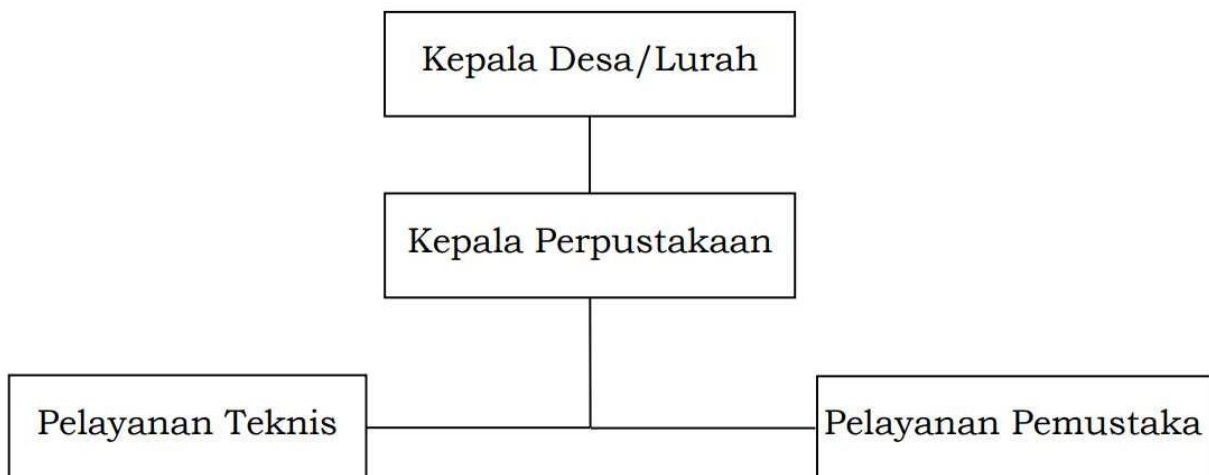 Kepala Desa/Lurah
Kepala Perpustakaan
Pelayanan Teknis
Pelayanan Pemustaka